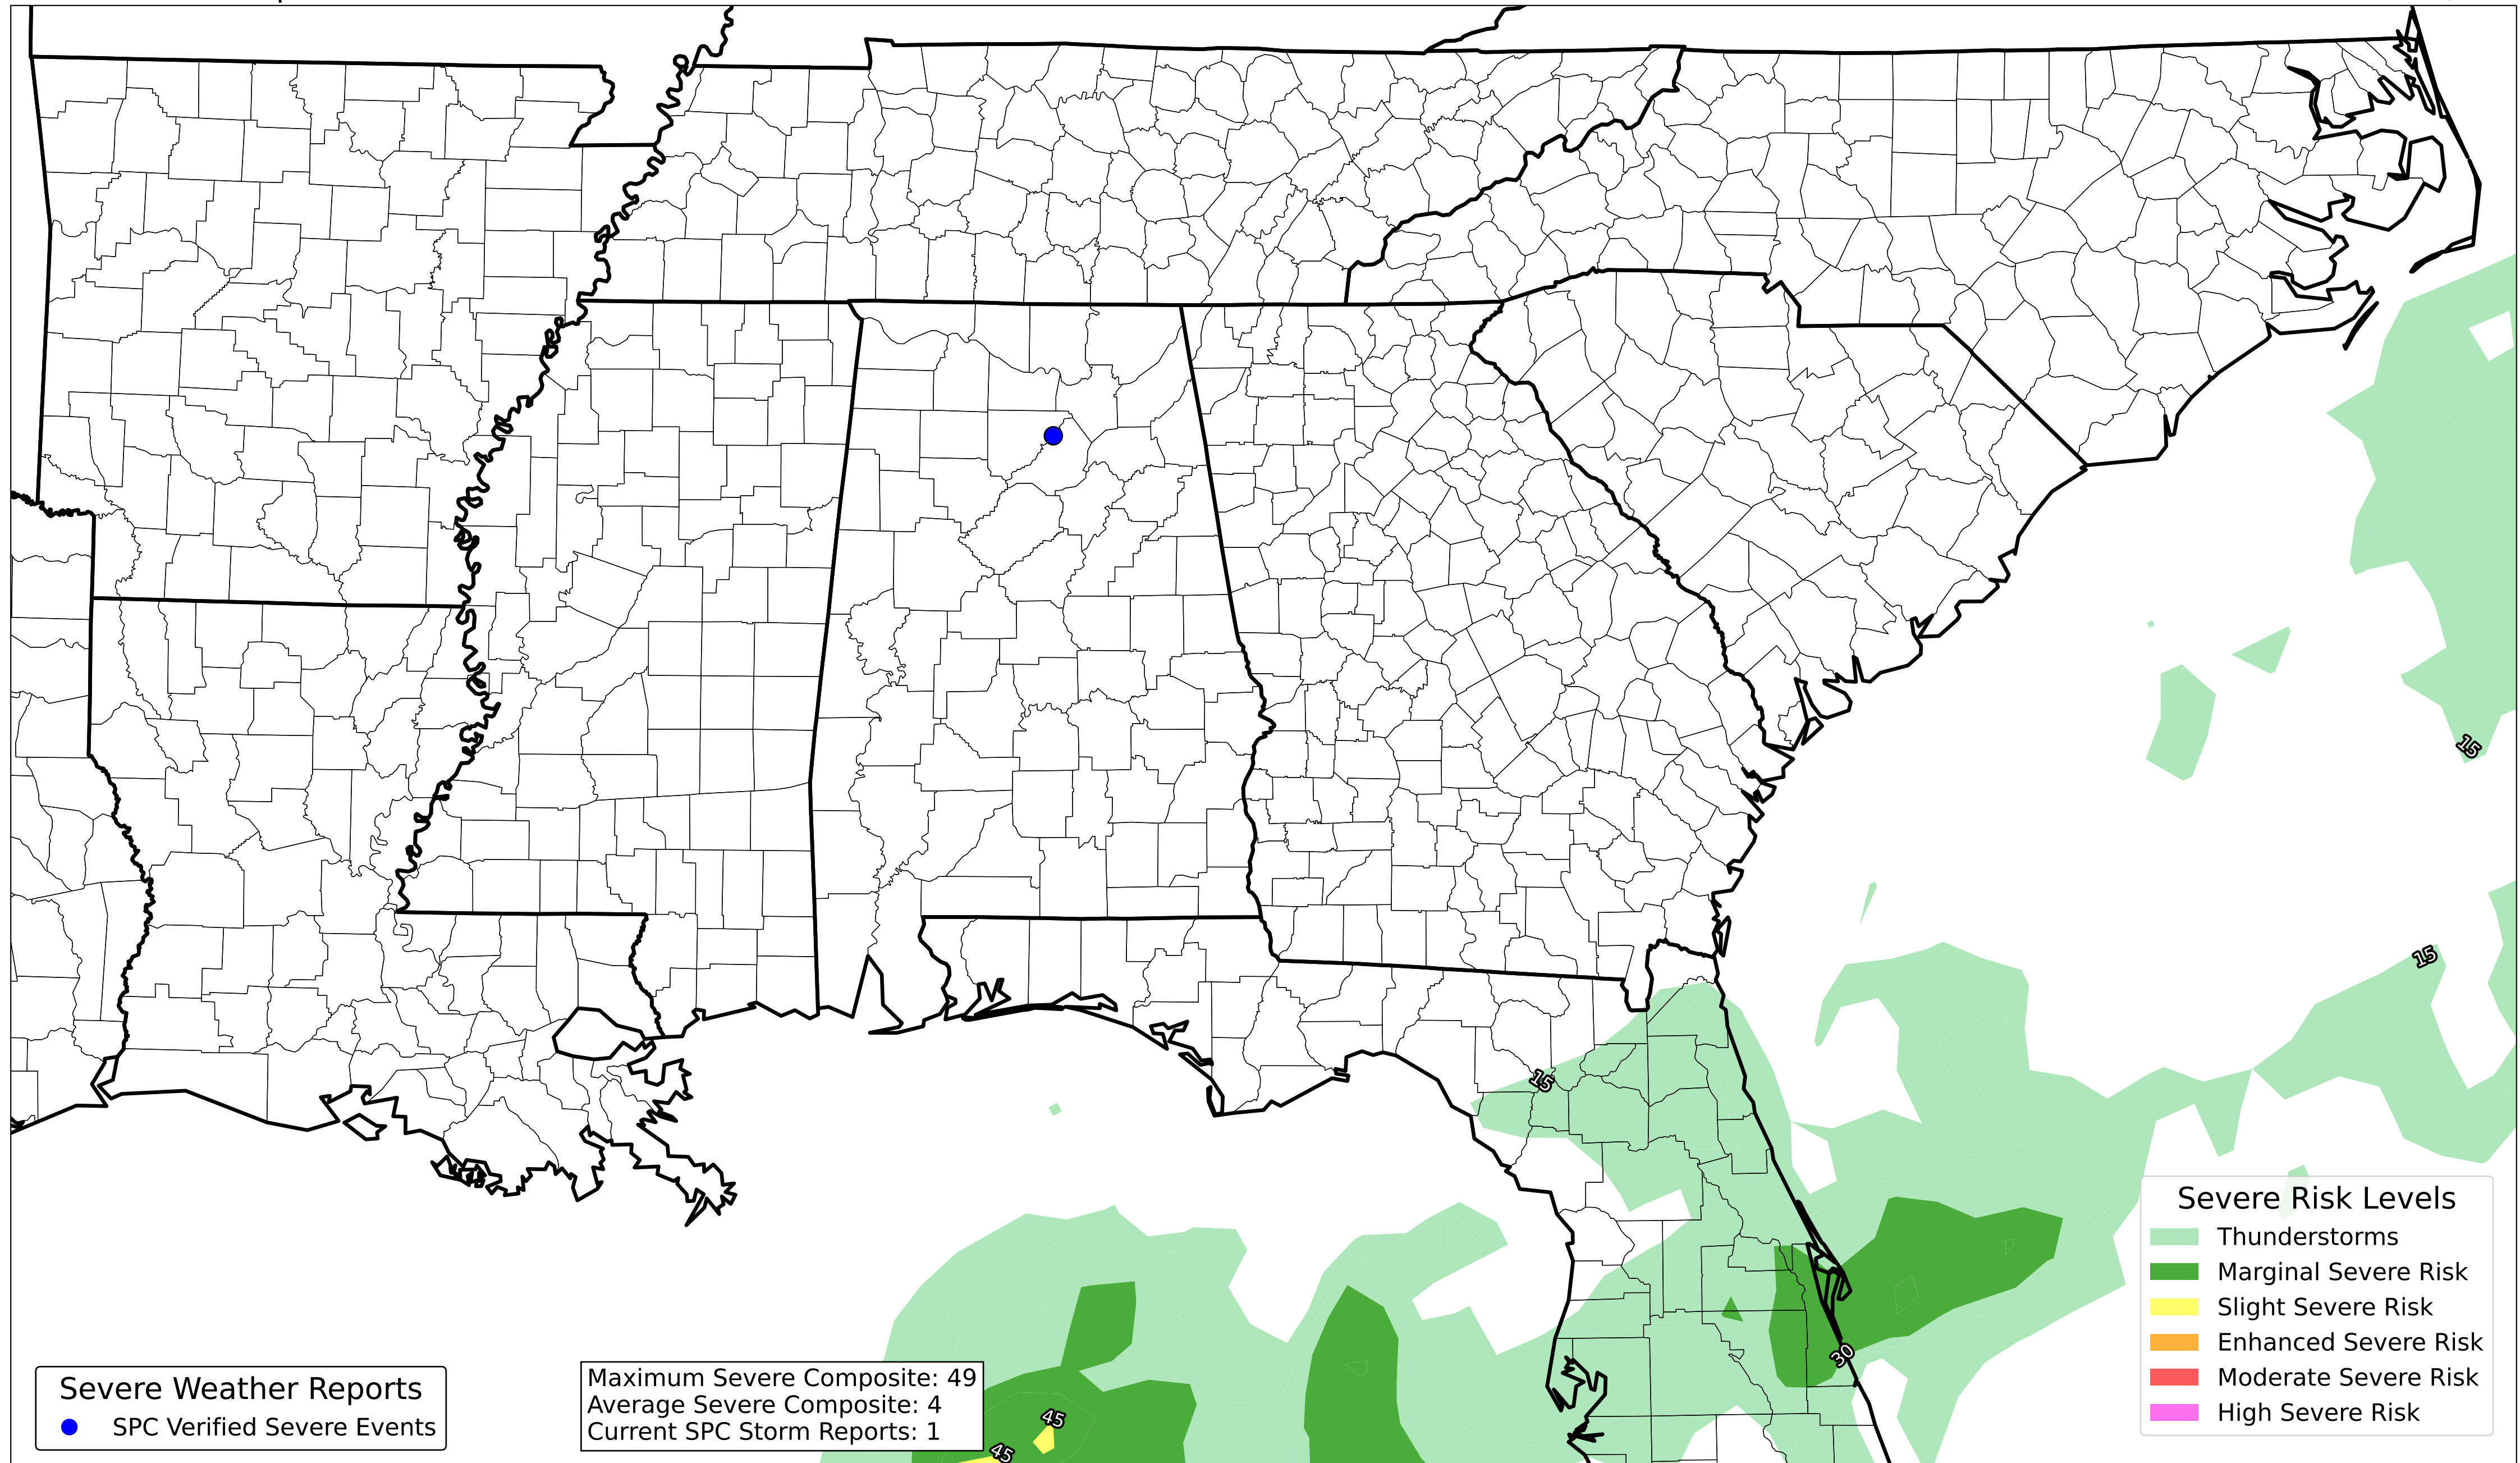 15
15
15
30
45
45
Severe Weather Reports
SPC Verified Severe Events
Maximum Severe Composite: 49
Average Severe Composite: 4
Current SPC Storm Reports: 1
Severe Risk Levels
Thunderstorms
Marginal Severe Risk
Slight Severe Risk
Enhanced Severe Risk
Moderate Severe Risk
High Severe Risk